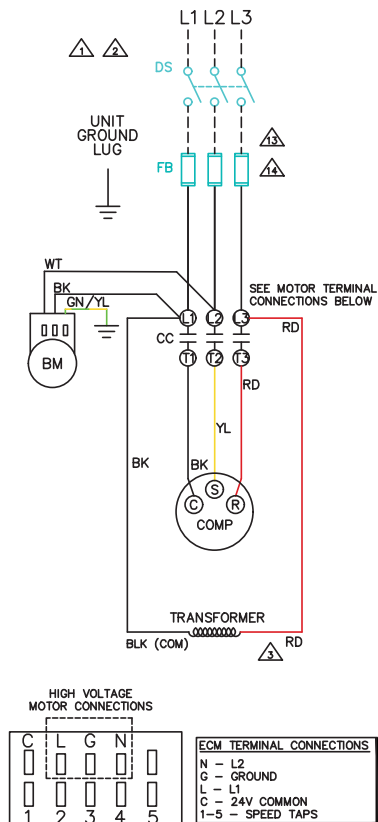 L1 L2 L3
1 2
DS
UNIT
GROUND
LUG
13
FB
14
WT
BK
GN/YL
SEE MOTOR TERMINAL
CONNECTIONS BELOW
L1 L2 L3
RD
CC
BM
T1 T2 T3
RD
YL
BK
BK
S
C R
COMP
TRANSFORMER
BLK (COM)
RD
3
HIGH VOLTAGE
MOTOR CONNECTIONS
C L G N
1 2 3 4 5
ECM TERMINAL CONNECTIONS
N - L2
G - GROUND
L - L1
C - 24V COMMON
1-5 - SPEED TAPS